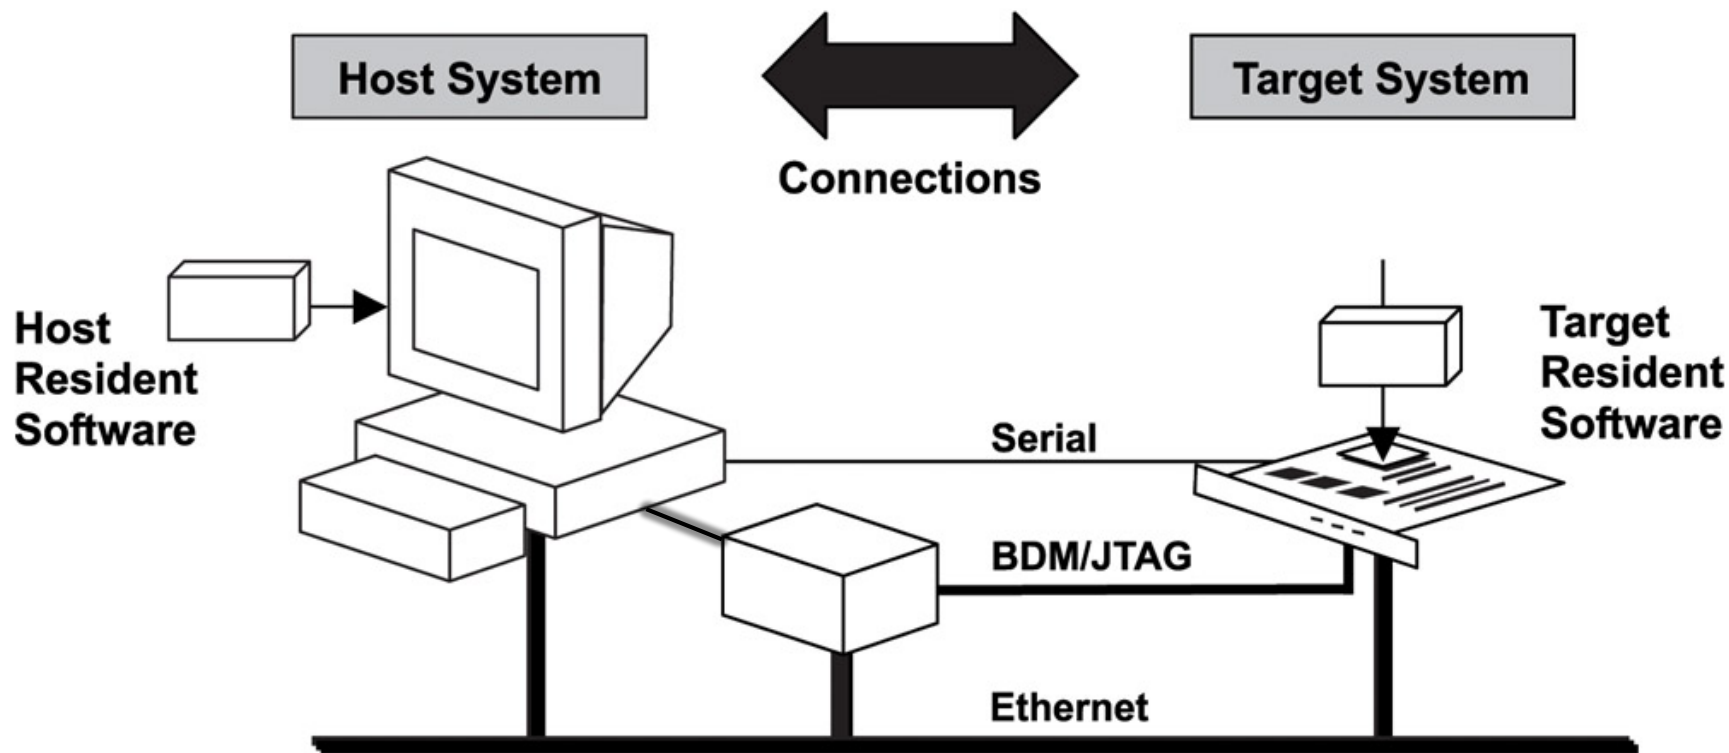 Host System
Target System
Connections
Host
Resident
Software
Target
Resident
Software
Serial
BDM/JTAG
Ethernet